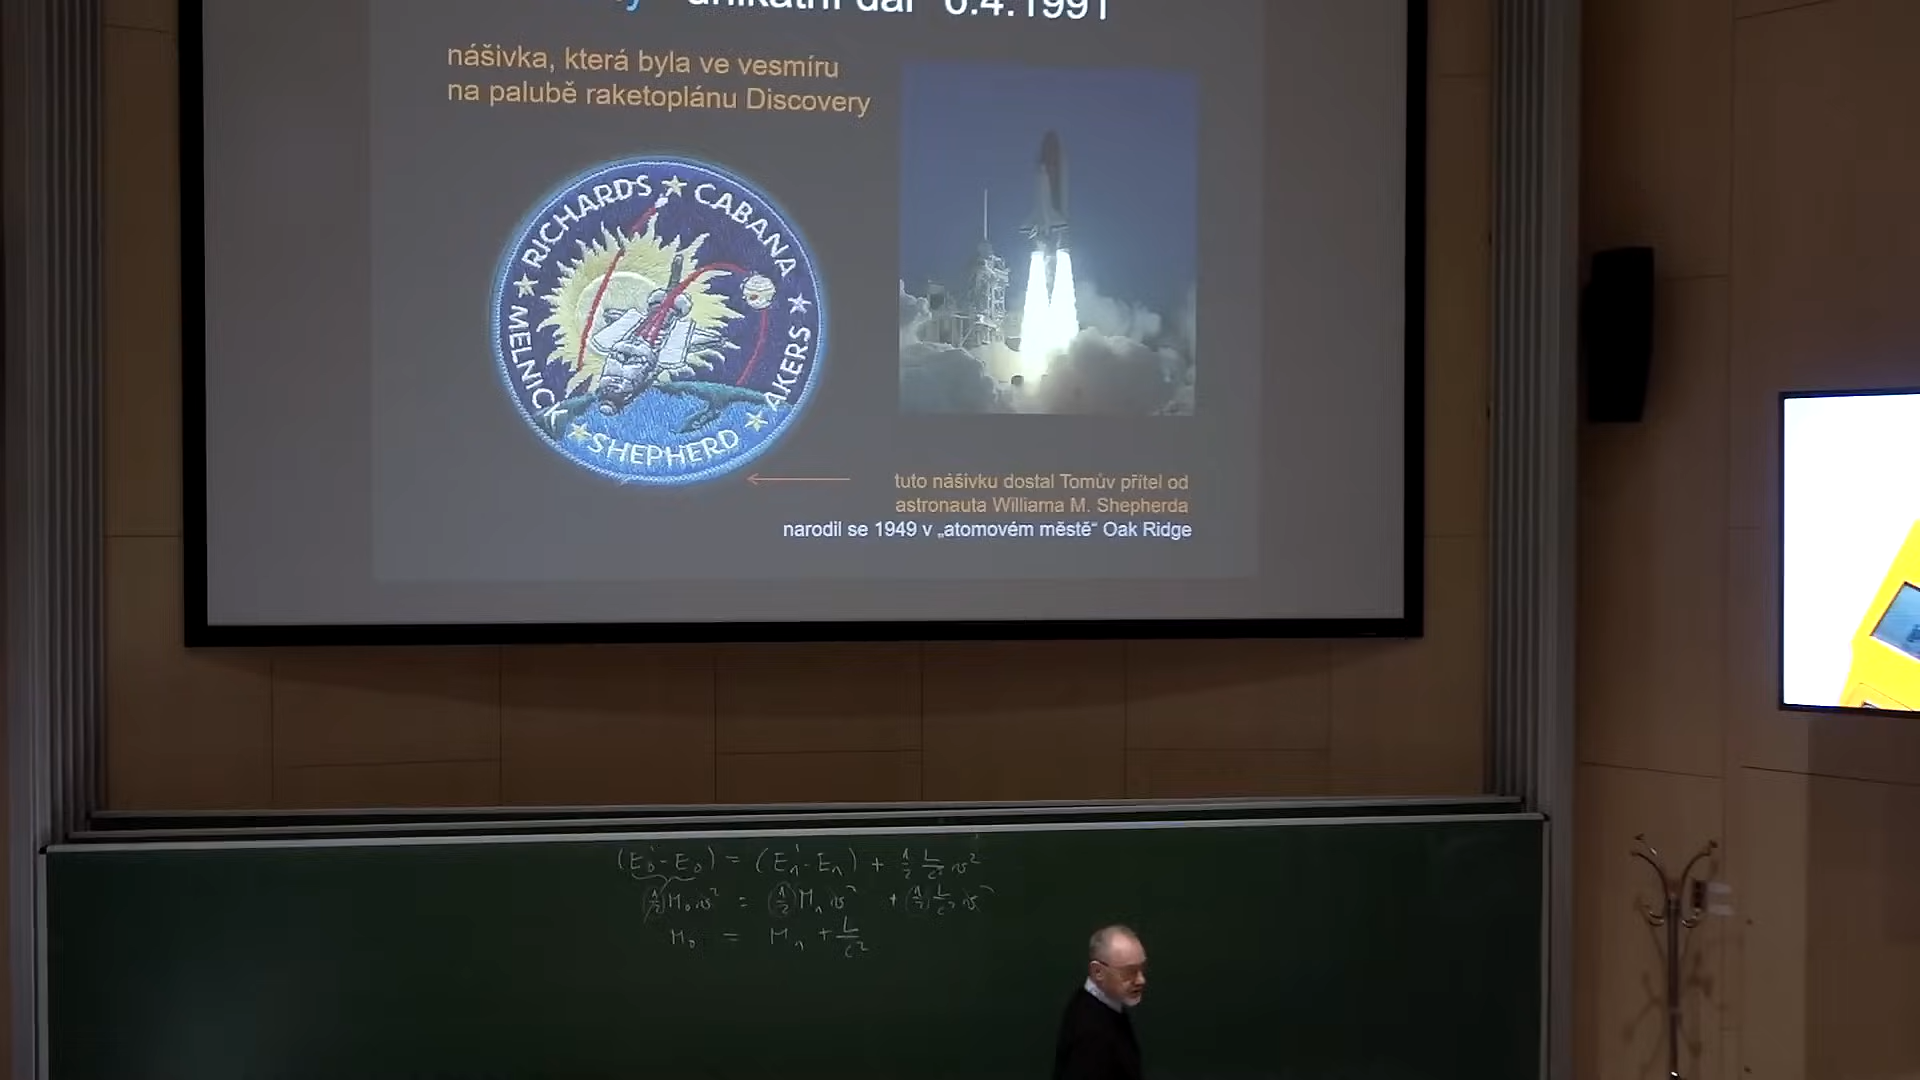 unikátní dar 6.4.1991
nášivka, která byla ve vesmíru
na palubě raketoplánu Discovery
RICHARDS ★ CABANA ★ AKERS ★ SHEPHERD ★ MELNICK ★
tuto nášivku dostal Tomův přítel od
astronauta Williama M. Shepherda
narodil se 1949 v „atomovém městě“ Oak Ridge
(E₀' - E₀) = (E₁' - E₁) + 1/2 L/c² v²
1/2 M₀ v² = 1/2 M₁ v² + 1/2 L/c² v²
M₀ = M₁ + L/c²